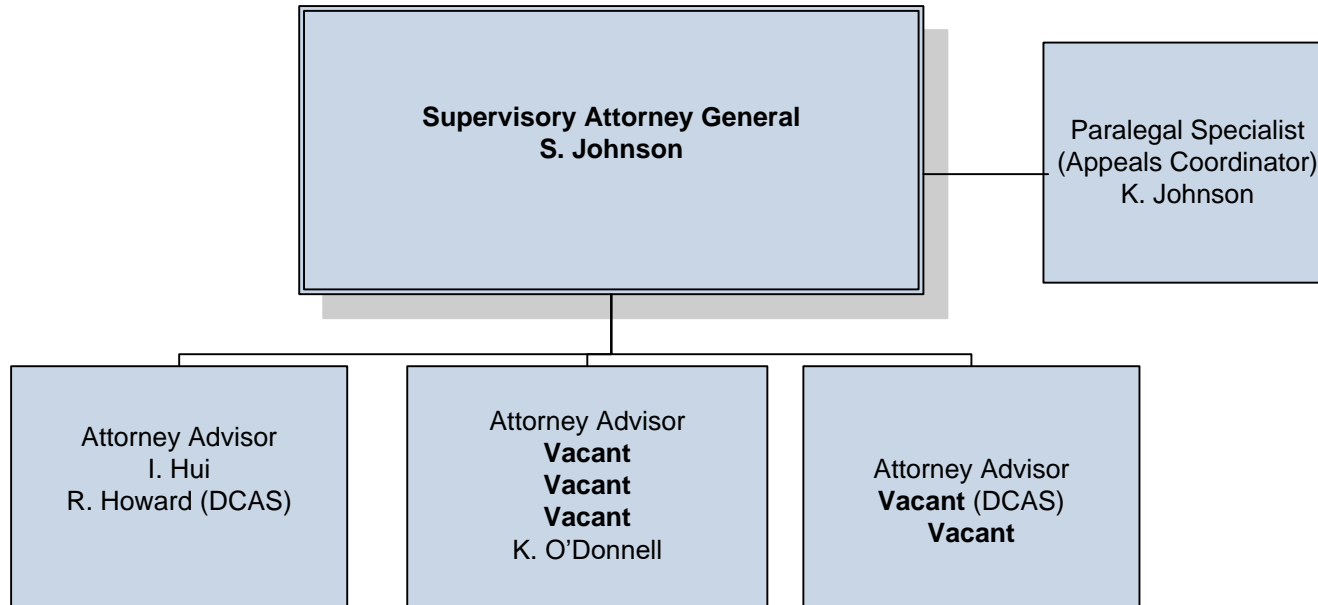 Supervisory Attorney General
S. Johnson
Paralegal Specialist
(Appeals Coordinator)
K. Johnson
Attorney Advisor
I. Hui
R. Howard (DCAS)
Attorney Advisor
Vacant
Vacant
Vacant
K. O’Donnell
Attorney Advisor
Vacant (DCAS)
Vacant